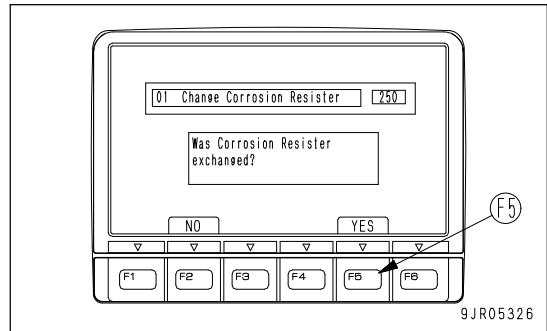 01 Change Corrosion Resister 250
Was Corrosion Resister
exchanged?
NO YES
F5
F1 F2 F3 F4 F5 F6
9JR05326